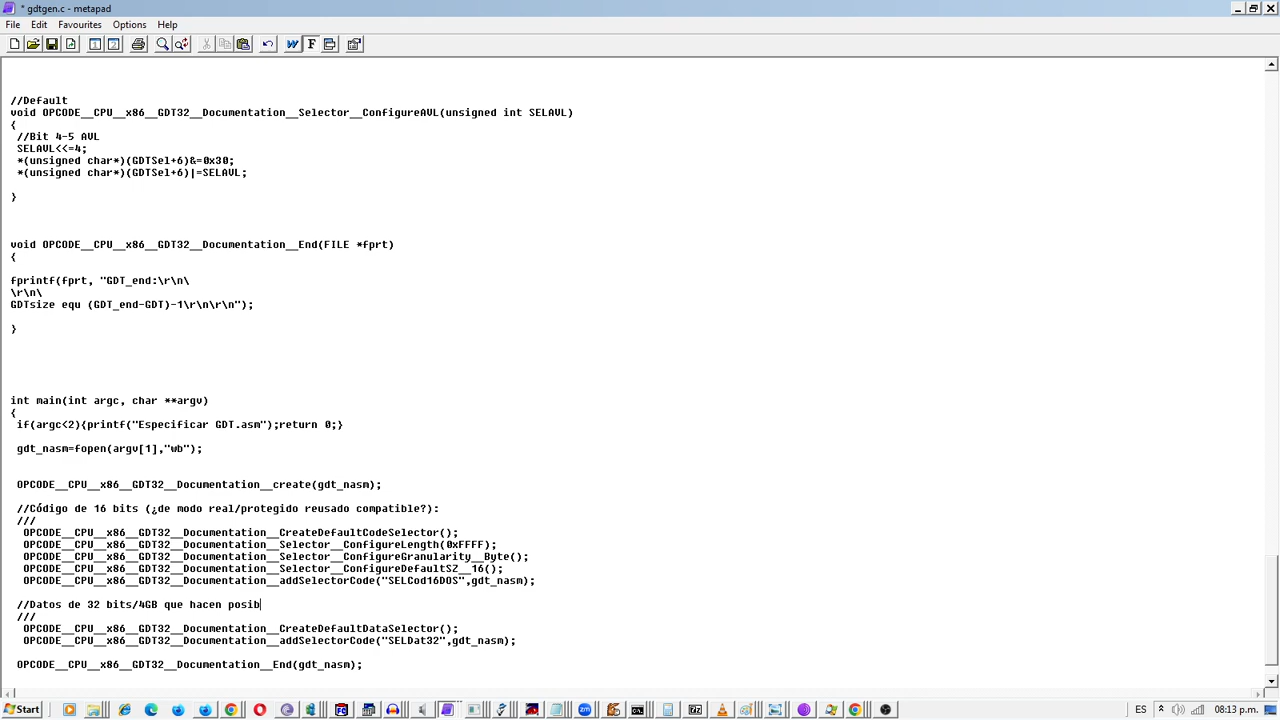 * gdtgen.c - metapad
File Edit Favourites Options Help
//Default
void OPCODE__CPU__x86__GDT32__Documentation__Selector__ConfigureAVL(unsigned int SELAVL)
{
//Bit 4-5 AVL
SELAVL<<=4;
*(unsigned char*)(GDTSel+6)&=0x30;
*(unsigned char*)(GDTSel+6)|=SELAVL;
}
void OPCODE__CPU__x86__GDT32__Documentation__End(FILE *fprt)
{
fprintf(fprt, "GDT_end:\r\n\
\r\n\
GDTsize equ (GDT_end-GDT)-1\r\n\r\n");
}
int main(int argc, char **argv)
{
if(argc<2){printf("Especificar GDT.asm");return 0;}
gdt_nasm=fopen(argv[1],"wb");
OPCODE__CPU__x86__GDT32__Documentation__create(gdt_nasm);
//Código de 16 bits (¿de modo real/protegido reusado compatible?):
///
OPCODE__CPU__x86__GDT32__Documentation__CreateDefaultCodeSelector();
OPCODE__CPU__x86__GDT32__Documentation__Selector__ConfigureLength(0xFFFF);
OPCODE__CPU__x86__GDT32__Documentation__Selector__ConfigureGranularity__Byte();
OPCODE__CPU__x86__GDT32__Documentation__Selector__ConfigureDefaultSZ__16();
OPCODE__CPU__x86__GDT32__Documentation__addSelectorCode("SELCod16DOS",gdt_nasm);
//Datos de 32 bits/4GB que hacen posib
///
OPCODE__CPU__x86__GDT32__Documentation__CreateDefaultDataSelector();
OPCODE__CPU__x86__GDT32__Documentation__addSelectorCode("SELDat32",gdt_nasm);
OPCODE__CPU__x86__GDT32__Documentation__End(gdt_nasm);
Start ES 08:13 p.m.